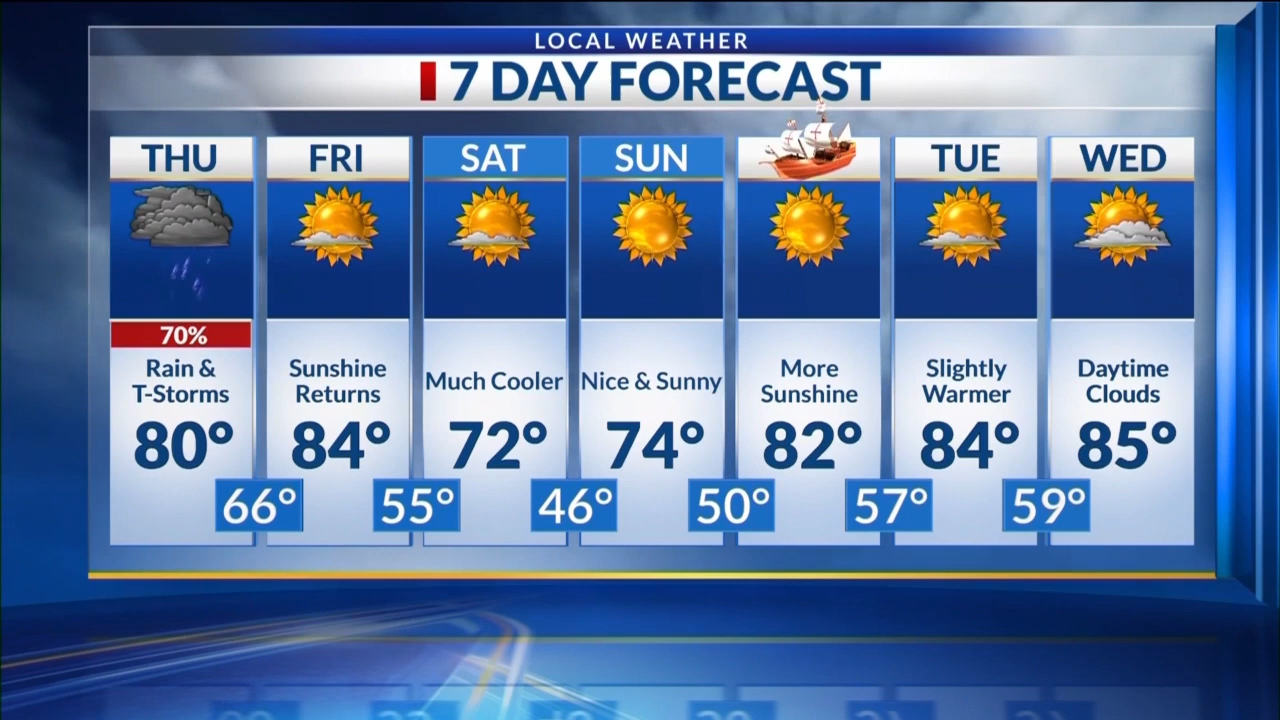 LOCAL WEATHER
7 DAY FORECAST
THU FRI SAT SUN TUE WED
70%
Rain &
T-Storms
Sunshine
Returns
Much Cooler
Nice & Sunny
More
Sunshine
Slightly
Warmer
Daytime
Clouds
80° 84° 72° 74° 82° 84° 85°
66° 55° 46° 50° 57° 59°